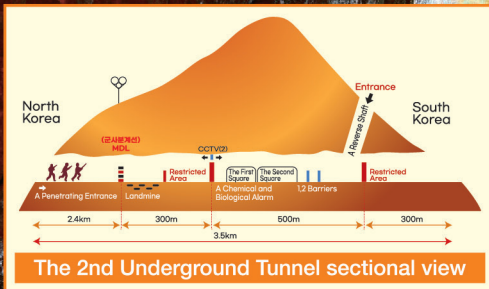 North
Korea
South
Korea
Entrance
A Reverse Shaft
(군사분계선)
MDL
CCTV(2)
Restricted
Area
The First
Square
The Second
Square
Restricted
Area
A Penetrating Entrance
Landmine
A Chemical and
Biological Alarm
1,2 Barriers
2.4km
300m
500m
300m
3.5km
The 2nd Underground Tunnel sectional view